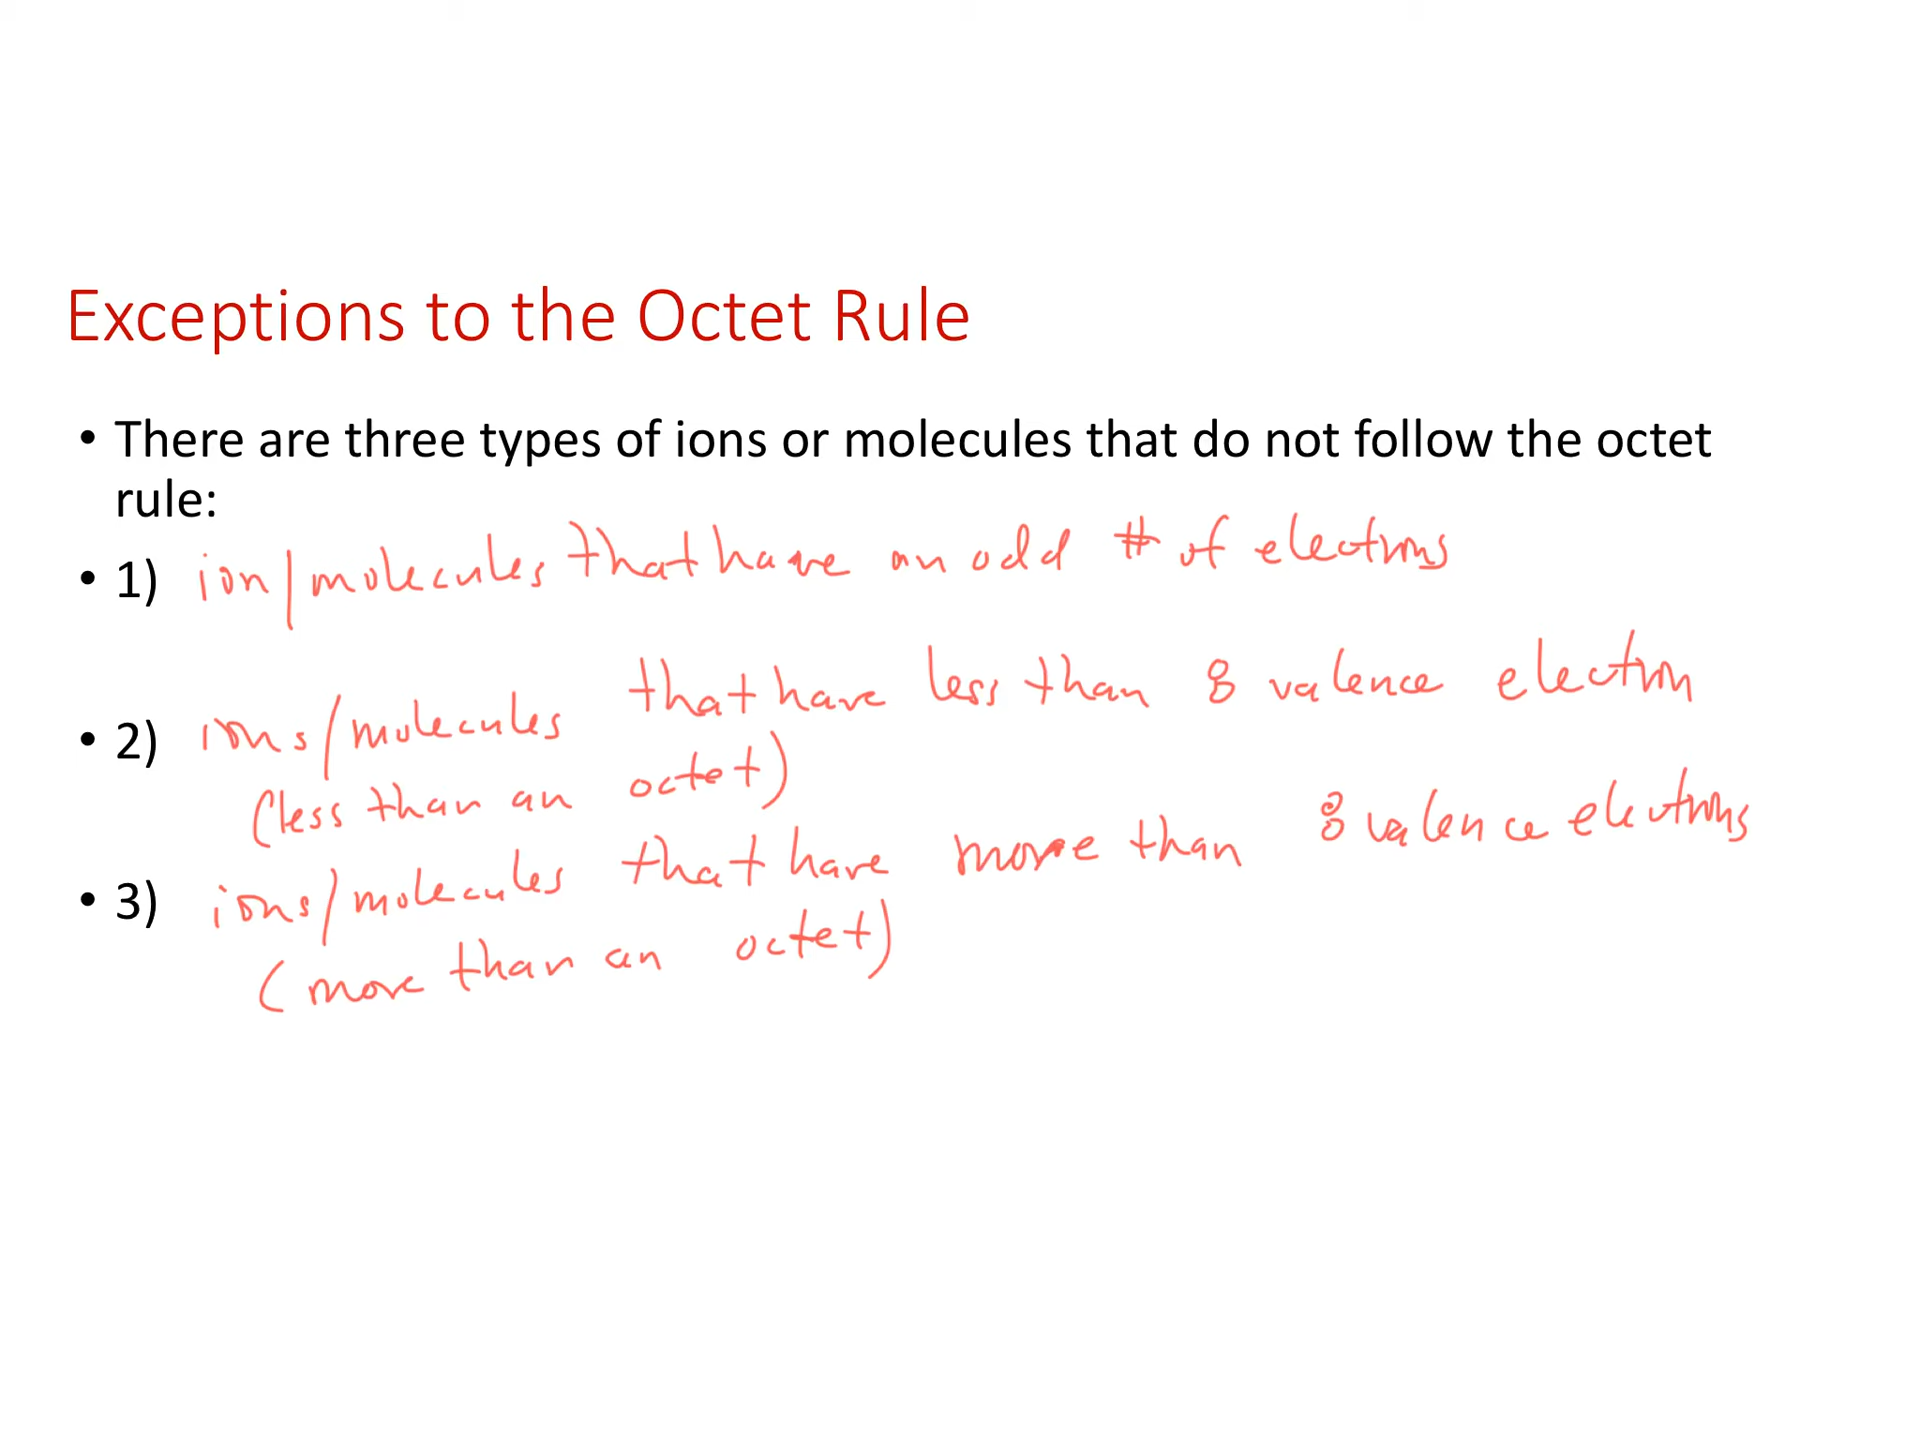 Exceptions to the Octet Rule
• There are three types of ions or molecules that do not follow the octet
rule:
• 1) ion/molecules that have an odd # of electrons
• 2) ions/molecules that have less than 8 valence electron
(less than an octet)
• 3) ions/molecules that have more than 8 valence electrons
(more than an octet)